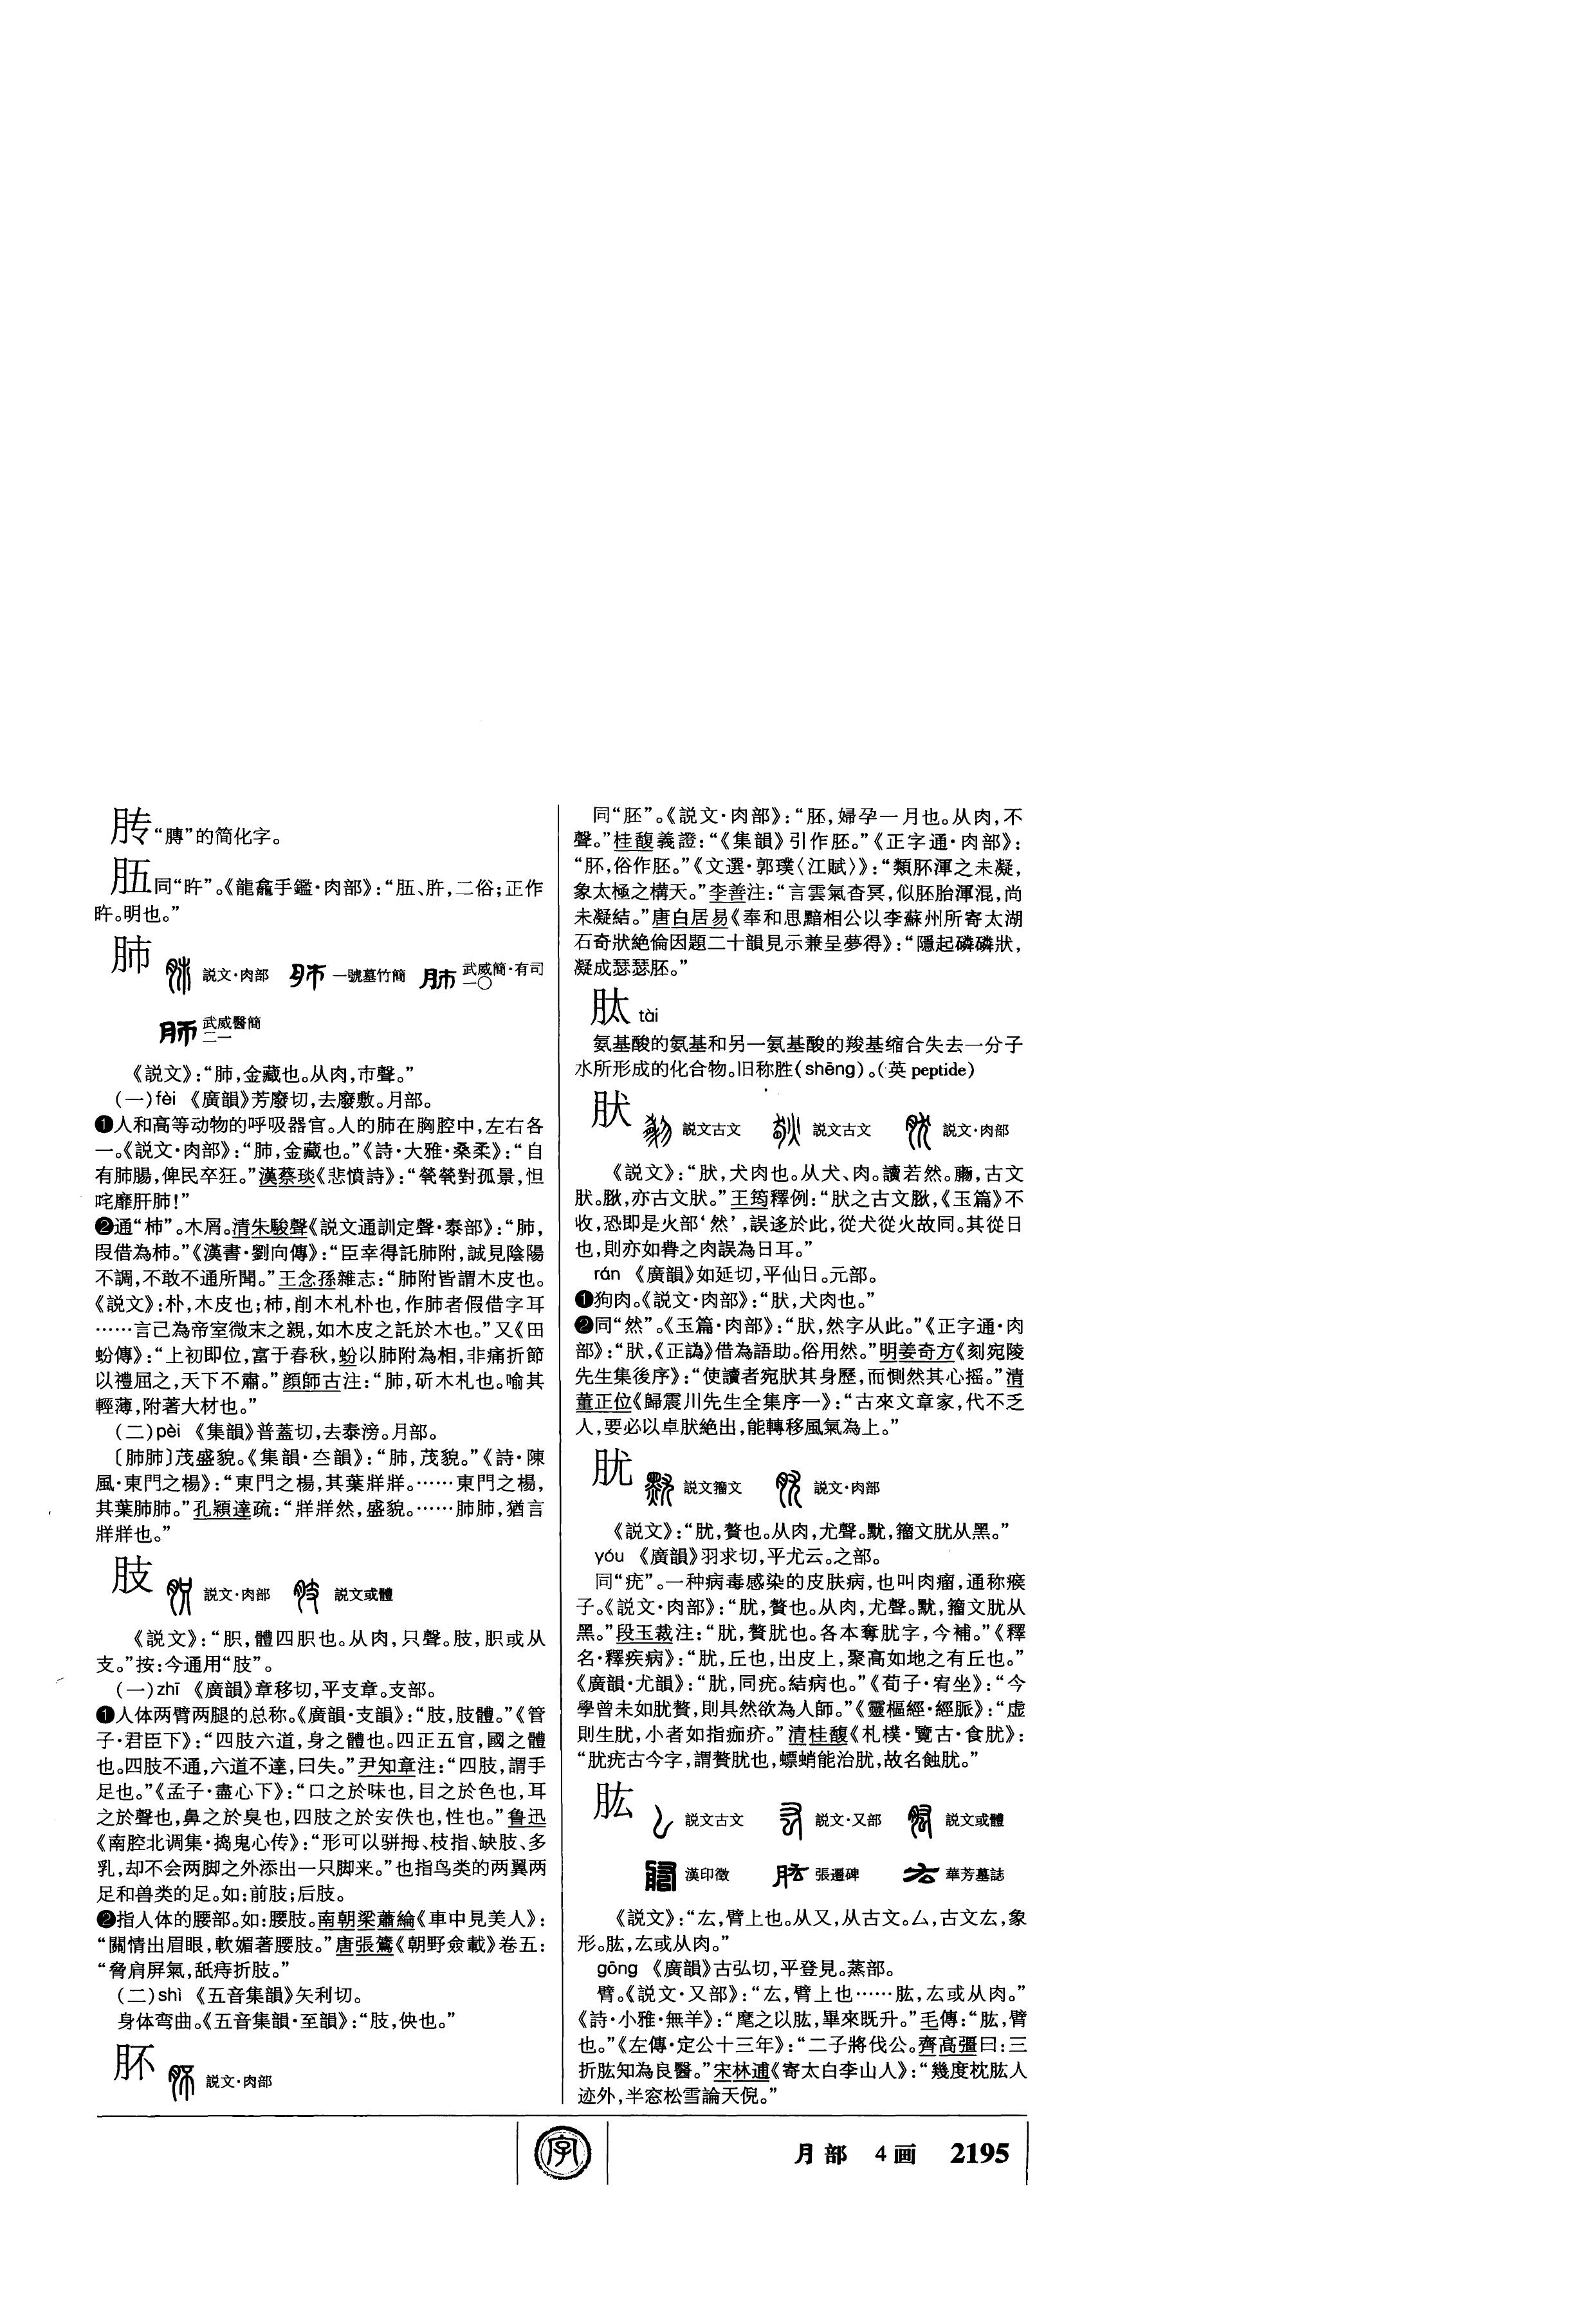 䏝“膞”的简化字。
䏔同“旿”。《龍龕手鑑·肉部》：“䏔、肨，二俗；正作
旿。明也。”
肺 説文·肉部 一號墓竹簡 武威簡·有司
一〇
武威醫簡
二一
《説文》：“肺，金藏也。从肉，巿聲。”
（一）fèi 《廣韻》芳廢切，去廢敷。月部。
❶人和高等动物的呼吸器官。人的肺在胸腔中，左右各
一。《説文·肉部》：“肺，金藏也。”《詩·大雅·桑柔》：“自
有肺腸，俾民卒狂。”漢蔡琰《悲憤詩》：“煢煢對孤景，怛
咤靡肝肺！”
❷通“柿”。木屑。清朱駿聲《説文通訓定聲·泰部》：“肺，
叚借為柿。”《漢書·劉向傳》：“臣幸得託肺附，誠見陰陽
不調，不敢不通所聞。”王念孫雜志：“肺附皆謂木皮也。
《説文》：朴，木皮也；柿，削木札朴也，作肺者假借字耳
……言己為帝室微末之親，如木皮之託於木也。”又《田
蚡傳》：“上初即位，富于春秋，蚡以肺附為相，非痛折節
以禮屈之，天下不肅。”顔師古注：“肺，斫木札也。喻其
輕薄，附著大材也。”
（二）pèi 《集韻》普蓋切，去泰滂。月部。
〔肺肺〕茂盛貌。《集韻·夳韻》：“肺，茂貌。”《詩·陳
風·東門之楊》：“東門之楊，其葉牂牂。……東門之楊，
其葉肺肺。”孔穎達疏：“牂牂然，盛貌。……肺肺，猶言
牂牂也。”
肢 説文·肉部 説文或體
《説文》：“胑，體四胑也。从肉，只聲。肢，胑或从
支。”按：今通用“肢”。
（一）zhī 《廣韻》章移切，平支章。支部。
❶人体两臂两腿的总称。《廣韻·支韻》：“肢，肢體。”《管
子·君臣下》：“四肢六道，身之體也。四正五官，國之體
也。四肢不通，六道不達，曰失。”尹知章注：“四肢，謂手
足也。”《孟子·盡心下》：“口之於味也，目之於色也，耳
之於聲也，鼻之於臭也，四肢之於安佚也，性也。”鲁迅
《南腔北调集·捣鬼心传》：“形可以骈拇、枝指、缺肢、多
乳，却不会两脚之外添出一只脚来。”也指鸟类的两翼两
足和兽类的足。如：前肢；后肢。
❷指人体的腰部。如：腰肢。南朝梁蕭綸《車中見美人》：
“關情出眉眼，軟媚著腰肢。”唐張鷟《朝野僉載》卷五：
“脅肩屏氣，舐痔折肢。”
（二）shì 《五音集韻》矢利切。
身体弯曲。《五音集韻·至韻》：“肢，佒也。”
肧 説文·肉部
同“胚”。《説文·肉部》：“肧，婦孕一月也。从肉，不
聲。”桂馥義證：“《集韻》引作胚。”《正字通·肉部》：
“肧，俗作胚。”《文選·郭璞〈江賦〉》：“類肧渾之未凝，
象太極之構天。”李善注：“言雲氣杳冥，似胚胎渾混，尚
未凝結。”唐白居易《奉和思黯相公以李蘇州所寄太湖
石奇狀絶倫因題二十韻見示兼呈夢得》：“隱起磷磷狀，
凝成瑟瑟胚。”
肽 tài
氨基酸的氨基和另一氨基酸的羧基缩合失去一分子
水所形成的化合物。旧称胜（shēng）。（英 peptide）
肰 説文古文 説文古文 説文·肉部
《説文》：“肰，犬肉也。从犬、肉。讀若然。，古文
肰。，亦古文肰。”王筠釋例：“肰之古文，《玉篇》不
收，恐即是火部‘然’，誤迻於此，從犬從火故同。其從日
也，則亦如㫺之肉誤為日耳。”
rán 《廣韻》如延切，平仙日。元部。
❶狗肉。《説文·肉部》：“肰，犬肉也。”
❷同“然”。《玉篇·肉部》：“肰，然字从此。”《正字通·肉
部》：“肰，《正譌》借為語助。俗用然。”明姜奇方《刻宛陵
先生集後序》：“使讀者宛肰其身歷，而惻然其心摇。”清
董正位《歸震川先生全集序一》：“古來文章家，代不乏
人，要必以卓肰絶出，能轉移風氣為上。”
肬 説文籀文 説文·肉部
《説文》：“肬，贅也。从肉，尤聲。䵳，籀文肬从黑。”
yóu 《廣韻》羽求切，平尤云。之部。
同“疣”。一种病毒感染的皮肤病，也叫肉瘤，通称瘊
子。《説文·肉部》：“肬，贅也。从肉，尤聲。䵳，籀文肬从
黑。”段玉裁注：“肬，贅肬也。各本奪肬字，今補。”《釋
名·釋疾病》：“肬，丘也，出皮上，聚高如地之有丘也。”
《廣韻·尤韻》：“肬，同疣。結病也。”《荀子·宥坐》：“今
學曾未如肬贅，則具然欲為人師。”《靈樞經·經脈》：“虚
則生肬，小者如指痂疥。”清桂馥《札樸·覽古·食肬》：
“肬疣古今字，謂贅肬也，螵蛸能治肬，故名蝕肬。”
肱 説文古文 説文·又部 説文或體
漢印徵 張遷碑 華芳墓誌
《説文》：“厷，臂上也。从又，从古文。厶，古文厷，象
形。肱，厷或从肉。”
gōng 《廣韻》古弘切，平登見。蒸部。
臂。《説文·又部》：“厷，臂上也……肱，厷或从肉。”
《詩·小雅·無羊》：“麾之以肱，畢來既升。”毛傳：“肱，臂
也。”《左傳·定公十三年》：“二子將伐公。齊高彊曰：三
折肱知為良醫。”宋林逋《寄太白李山人》：“幾度枕肱人
迹外，半窓松雪論天倪。”
字
月部 4画 2195